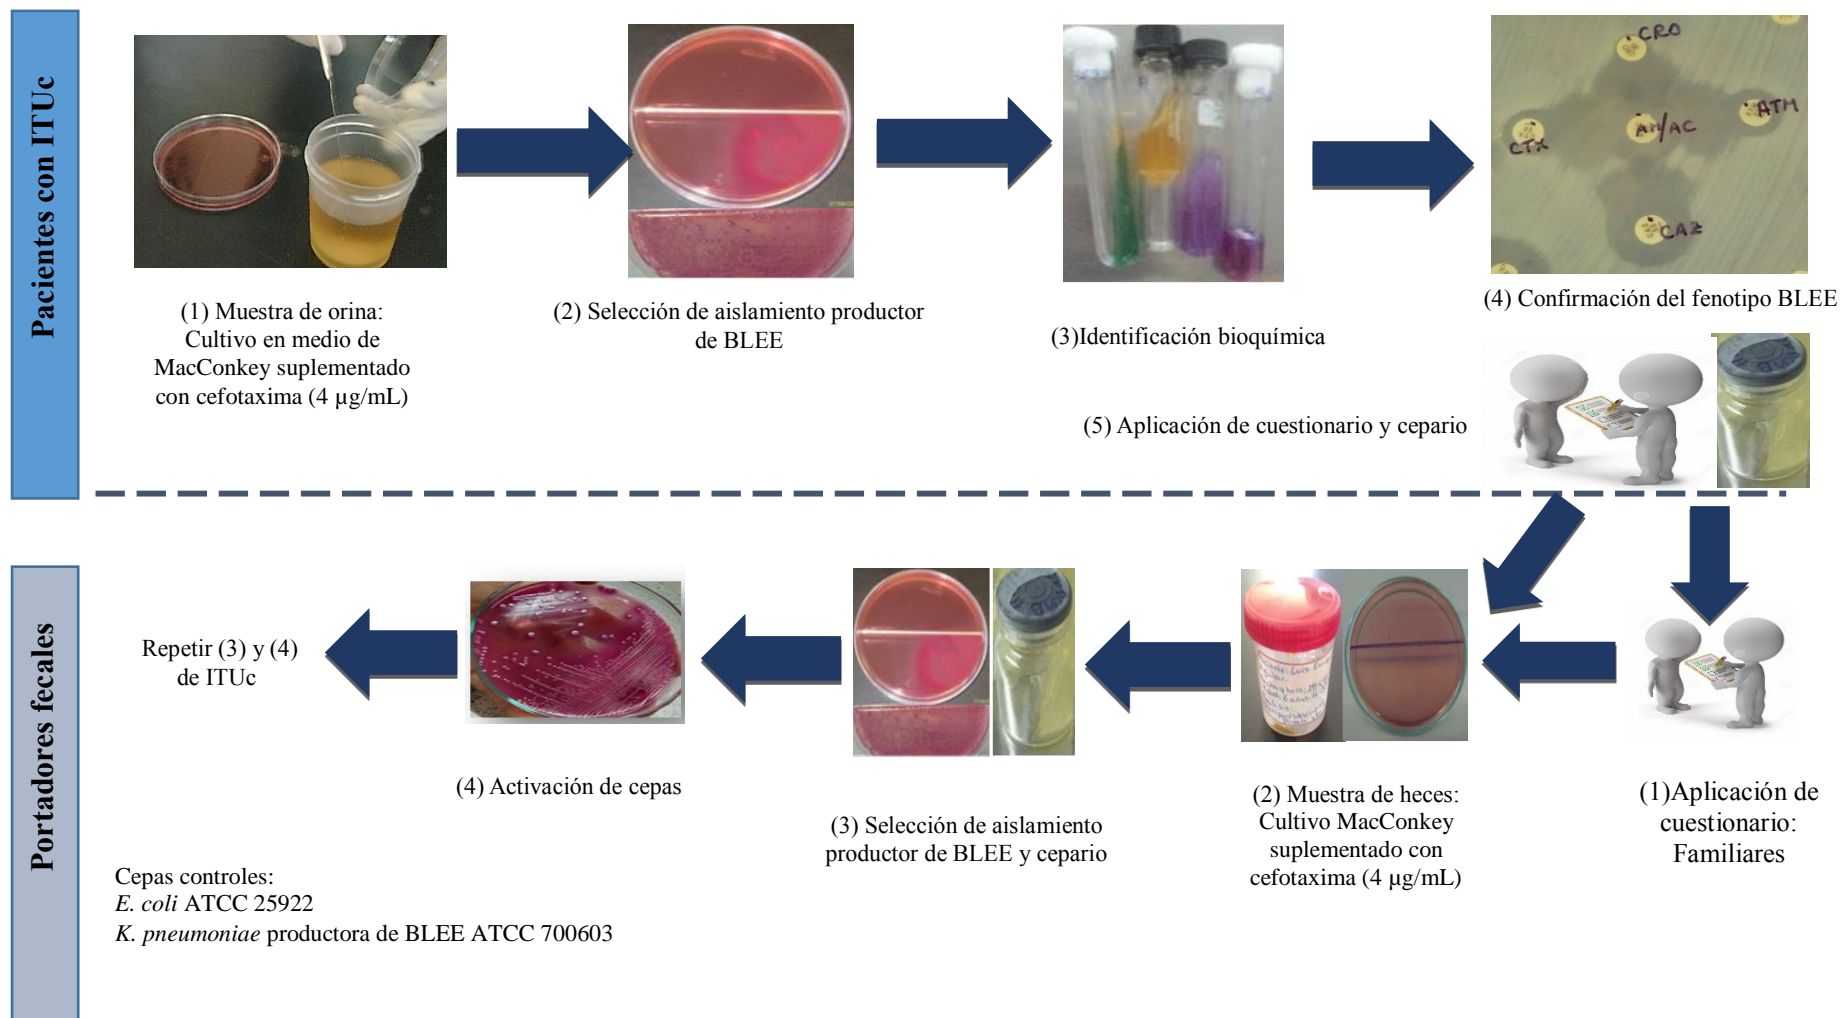 Pacientes con ITUc
CRO
CTX
AM/AC
ATM
CAZ
(1) Muestra de orina:
Cultivo en medio de
MacConkey suplementado
con cefotaxima (4 µg/mL)
(2) Selección de aislamiento productor
de BLEE
(3)Identificación bioquímica
(4) Confirmación del fenotipo BLEE
(5) Aplicación de cuestionario y cepario
Portadores fecales
Repetir (3) y (4)
de ITUc
(4) Activación de cepas
(3) Selección de aislamiento
productor de BLEE y cepario
(2) Muestra de heces:
Cultivo MacConkey
suplementado con
cefotaxima (4 µg/mL)
(1)Aplicación de
cuestionario:
Familiares
Cepas controles:
E. coli ATCC 25922
K. pneumoniae productora de BLEE ATCC 700603